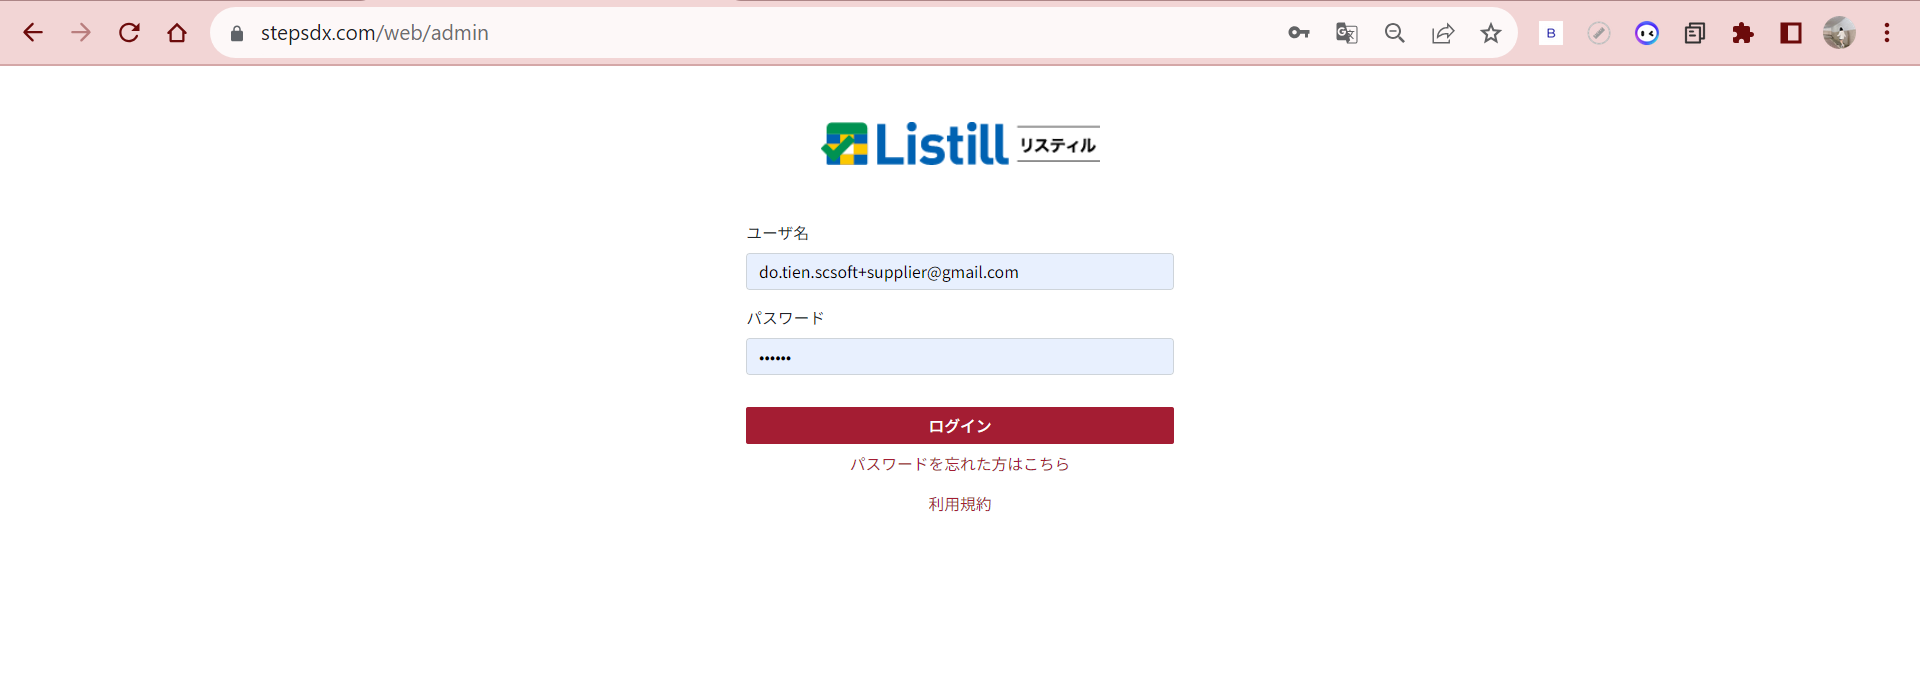 stepsdx.com/web/admin
B
Listill リスティル
ユーザ名
do.tien.scsoft+supplier@gmail.com
パスワード
••••••
ログイン
パスワードを忘れた方はこちら
利用規約